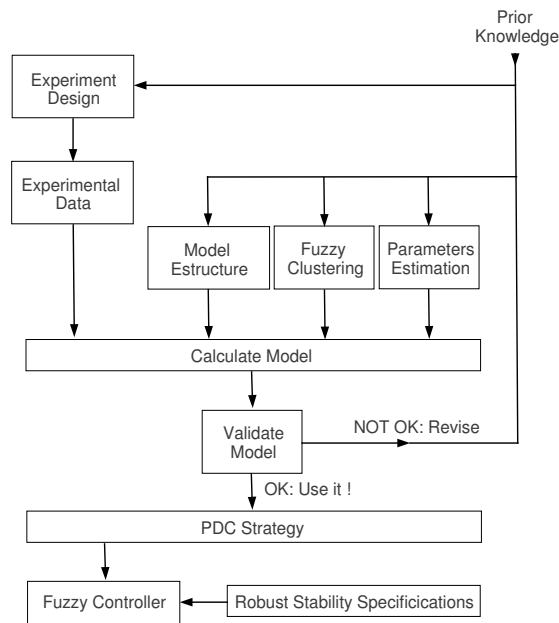 Prior
Knowledge
Experiment
Design
Experimental
Data
Model
Estructure
Fuzzy
Clustering
Parameters
Estimation
Calculate Model
Validate
Model
NOT OK: Revise
OK: Use it !
PDC Strategy
Fuzzy Controller
Robust Stability Specificications